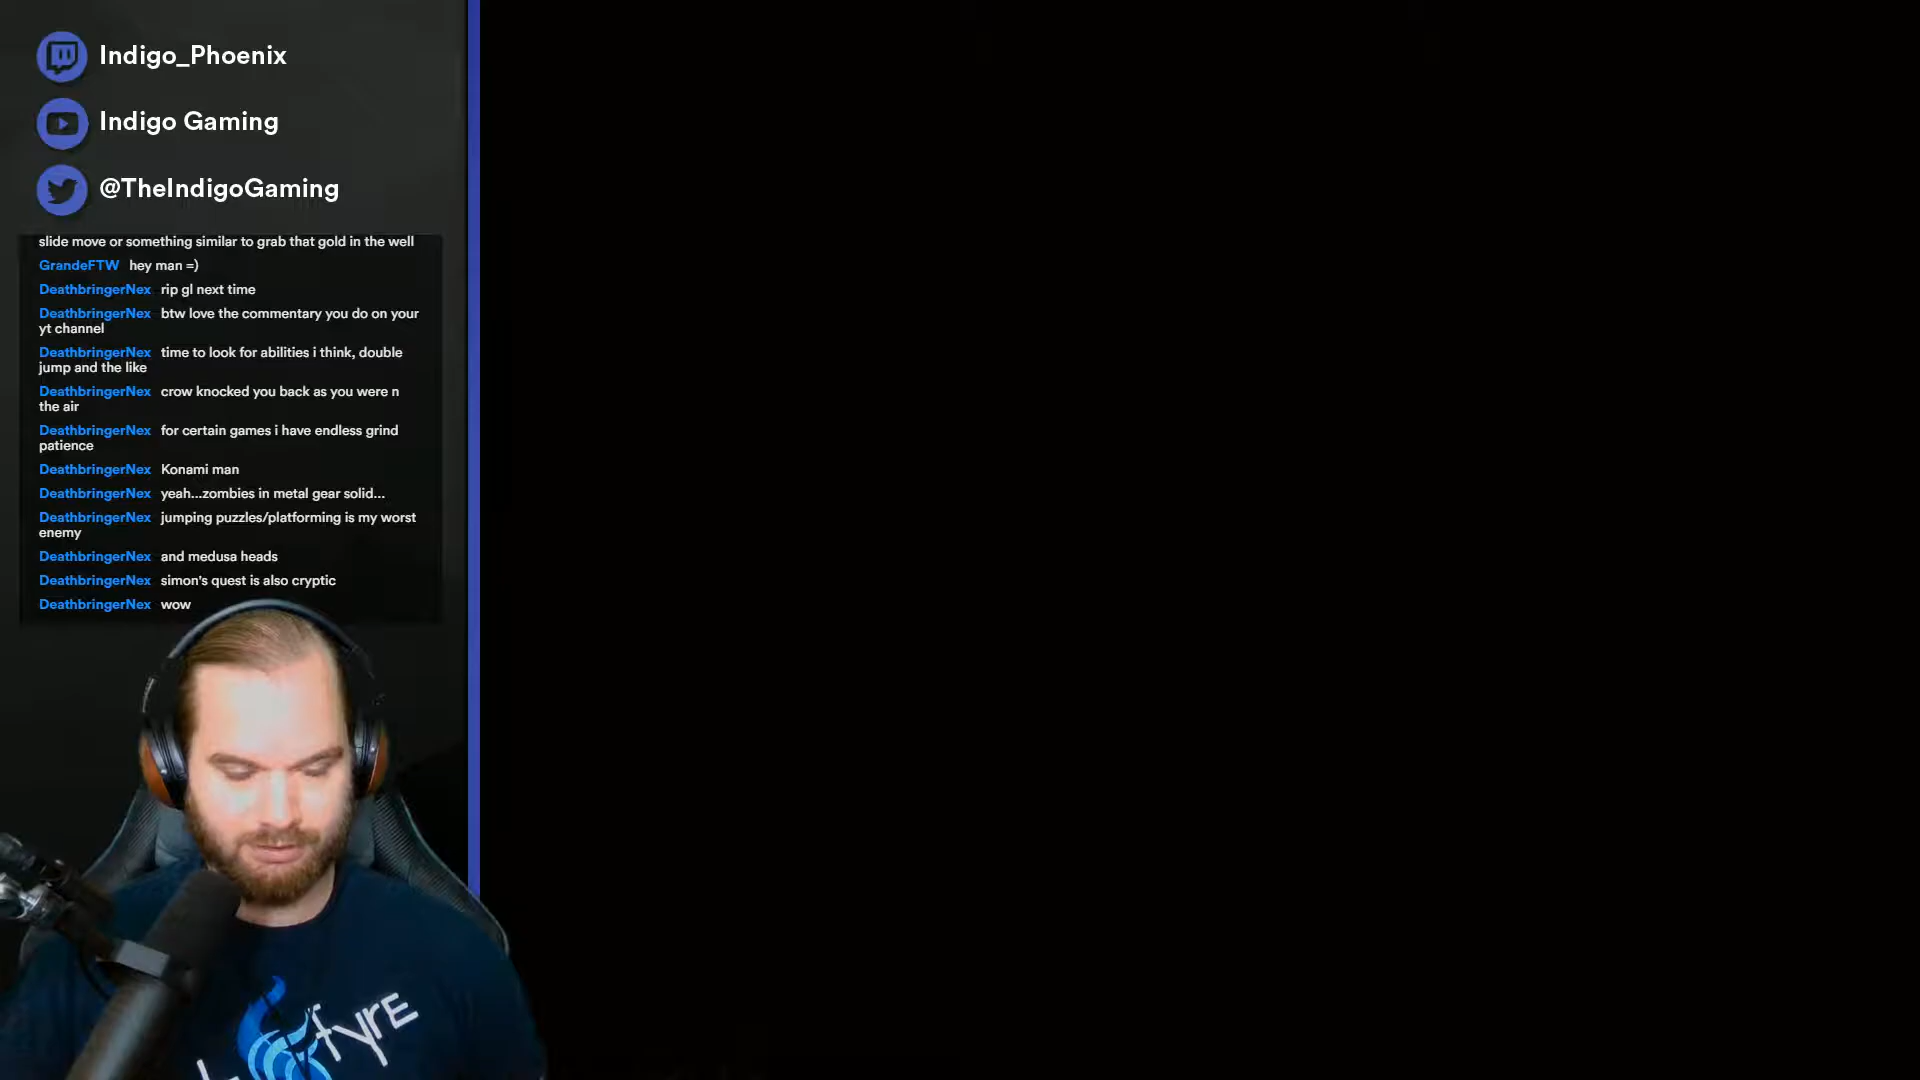 Indigo_Phoenix
Indigo Gaming
@TheIndigoGaming
slide move or something similar to grab that gold in the well
GrandeFTW hey man =)
DeathbringerNex rip gl next time
DeathbringerNex btw love the commentary you do on your
yt channel
DeathbringerNex time to look for abilities i think, double
jump and the like
DeathbringerNex crow knocked you back as you were n
the air
DeathbringerNex for certain games i have endless grind
patience
DeathbringerNex Konami man
DeathbringerNex yeah...zombies in metal gear solid...
DeathbringerNex jumping puzzles/platforming is my worst
enemy
DeathbringerNex and medusa heads
DeathbringerNex simon's quest is also cryptic
DeathbringerNex wow